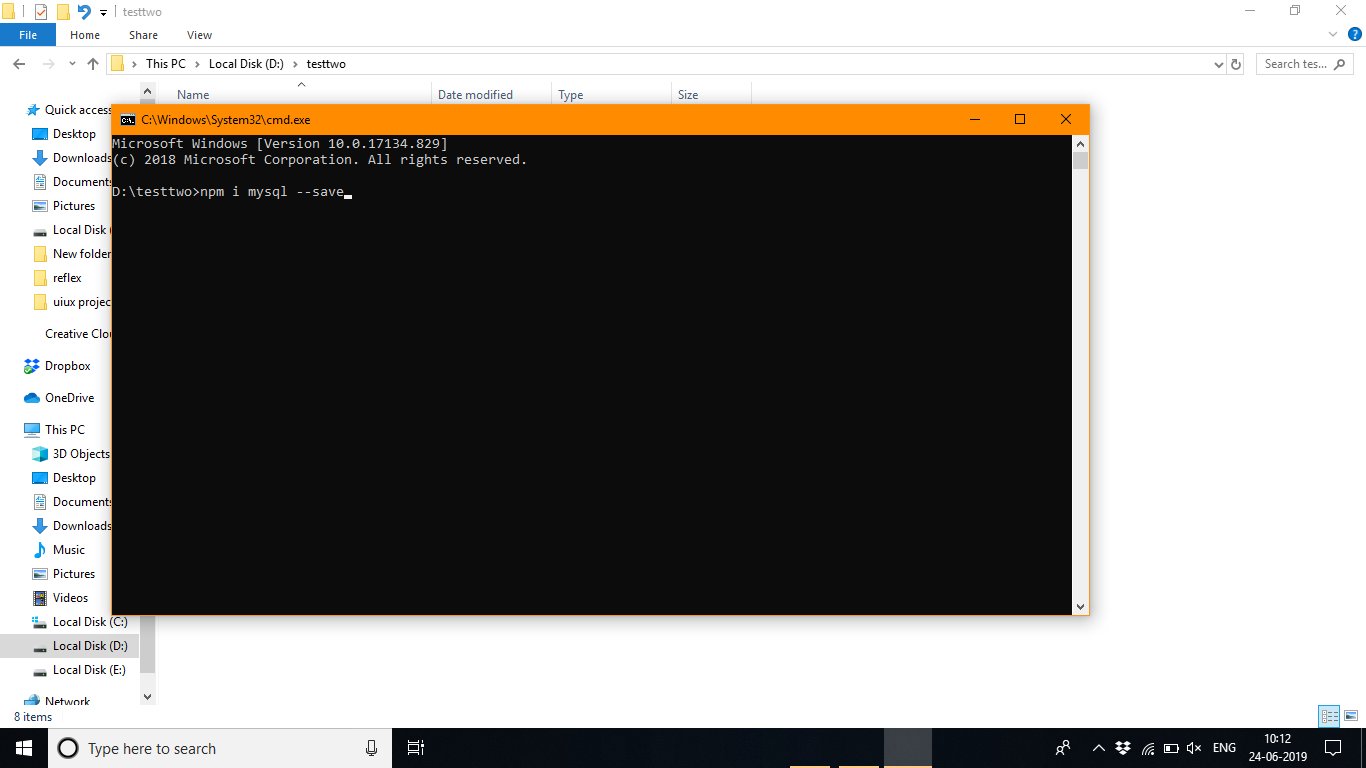 testtwo
File Home Share View
This PC Local Disk (D:) testtwo
Search tes...
Name Date modified Type Size
Quick access
Desktop
Downloads
Documents
Pictures
Local Disk (
New folder
reflex
uiux projec
Creative Clou
Dropbox
OneDrive
This PC
3D Objects
Desktop
Documents
Downloads
Music
Pictures
Videos
Local Disk (C:)
Local Disk (D:)
Local Disk (E:)
Network
8 items
C:\Windows\System32\cmd.exe
Microsoft Windows [Version 10.0.17134.829]
(c) 2018 Microsoft Corporation. All rights reserved.
D:\testtwo>npm i mysql --save
Type here to search
ENG
10:12
24-06-2019